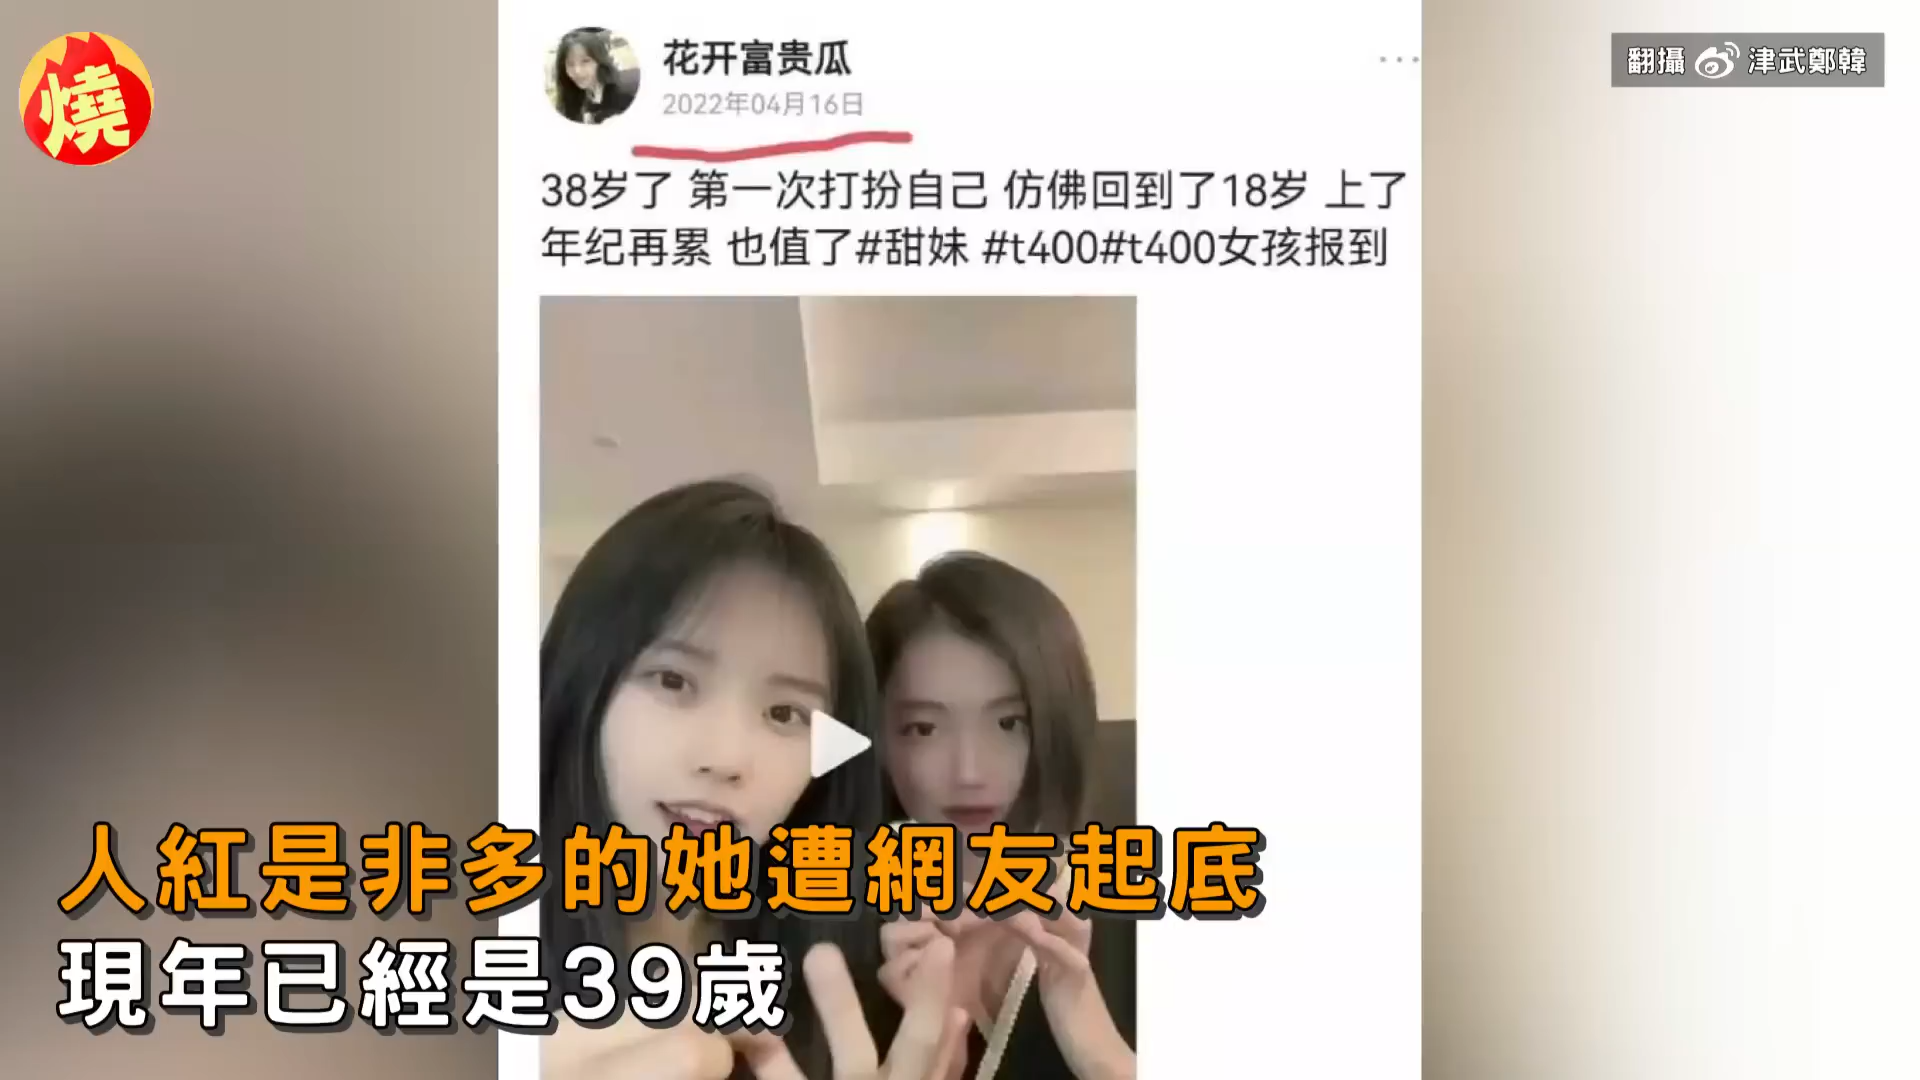 燒
花开富贵瓜
2022年04月16日
翻攝 津武鄭韓
38岁了 第一次打扮自己 仿佛回到了18岁 上了
年纪再累 也值了#甜妹 #t400#t400女孩报到
人紅是非多的她遭網友起底
現年已經是39歲